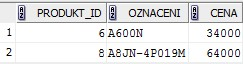 PRODUKT_ID OZNACENI CENA
1 6 A600N 34000
2 8 A8JN-4P019M 64000